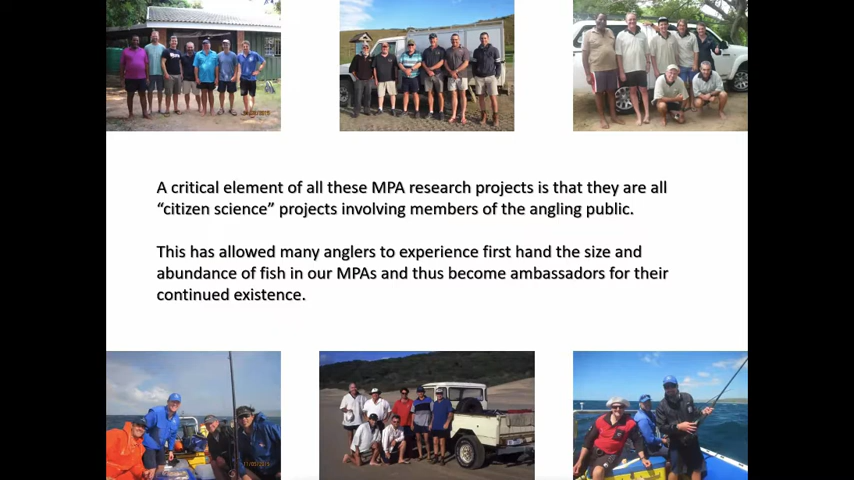 A critical element of all these MPA research projects is that they are all
“citizen science” projects involving members of the angling public.
This has allowed many anglers to experience first hand the size and
abundance of fish in our MPAs and thus become ambassadors for their
continued existence.